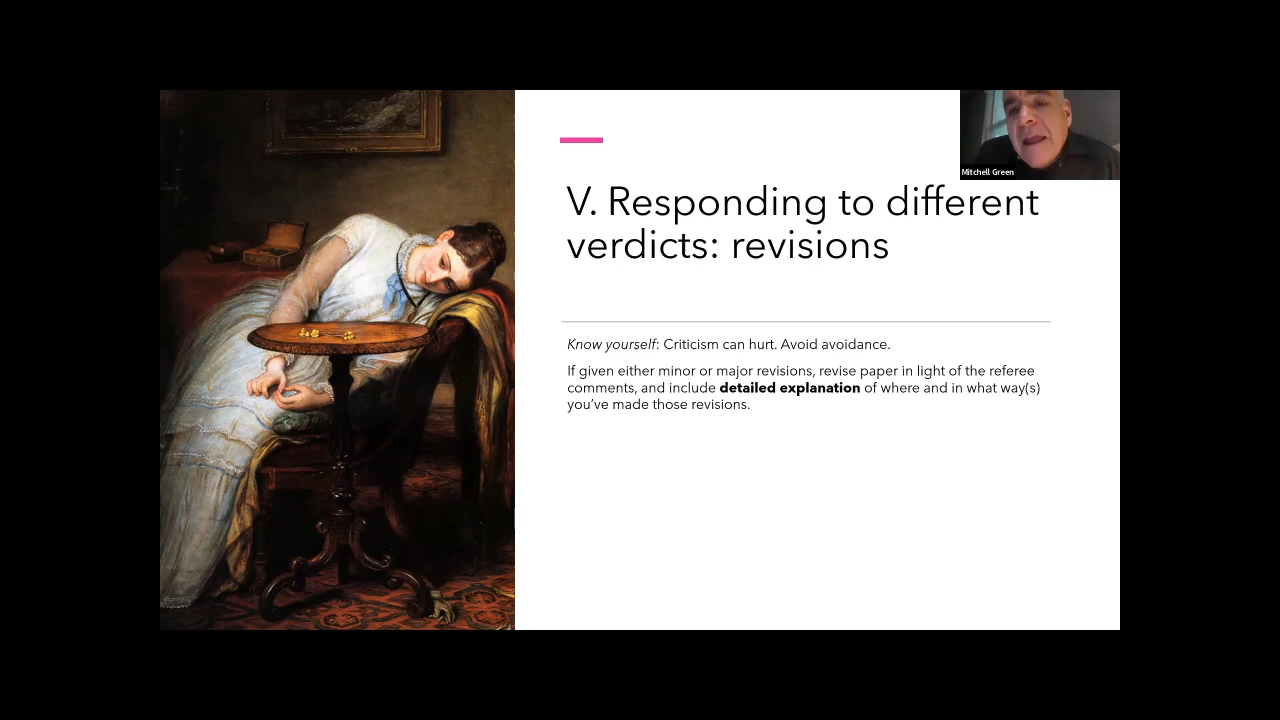 Mitchell Green
V. Responding to different
verdicts: revisions
Know yourself: Criticism can hurt. Avoid avoidance.
If given either minor or major revisions, revise paper in light of the referee
comments, and include detailed explanation of where and in what way(s)
you’ve made those revisions.